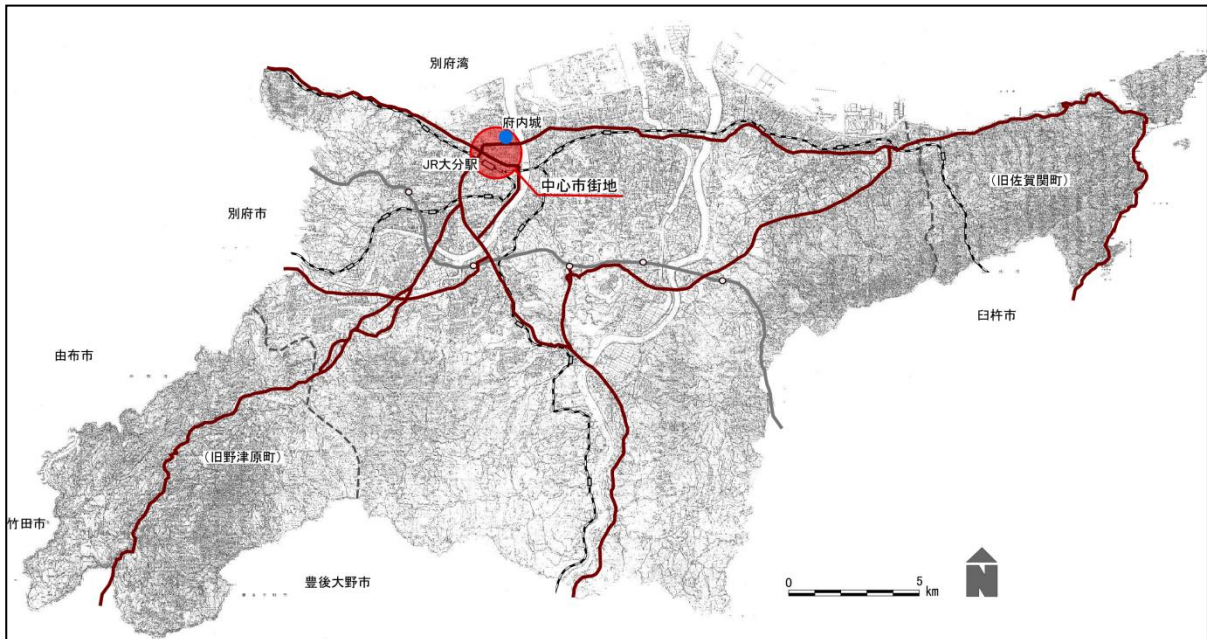 別府湾
府内城
JR大分駅
中心市街地
(旧佐賀関町)
別府市
臼杵市
由布市
(旧野津原町)
竹田市
豊後大野市
0 5
km
N